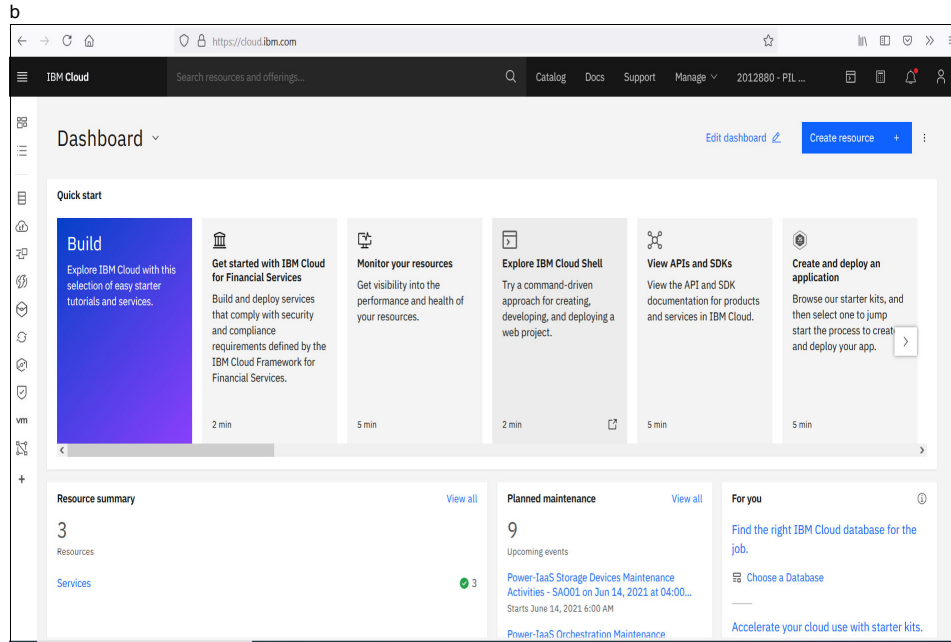 b
https://cloud.ibm.com
IBM Cloud
Search resources and offerings...
Catalog
Docs
Support
Manage
2012880 - PIL ...
Dashboard
Edit dashboard
Create resource +
Quick start
Build
Explore IBM Cloud with this
selection of easy starter
tutorials and services.
Get started with IBM Cloud
for Financial Services
Build and deploy services
that comply with security
and compliance
requirements defined by the
IBM Cloud Framework for
Financial Services.
2 min
Monitor your resources
Get visibility into the
performance and health of
your resources.
5 min
Explore IBM Cloud Shell
Try a command-driven
approach for creating,
developing, and deploying a
web project.
2 min
View APIs and SDKs
View the API and SDK
documentation for products
and services in IBM Cloud.
5 min
Create and deploy an
application
Browse our starter kits, and
then select one to jump
start the process to create
and deploy your app.
5 min
vm
Resource summary
View all
3
Resources
Services
3
Planned maintenance
View all
9
Upcoming events
Power-IaaS Storage Devices Maintenance
Activities - SAO01 on Jun 14, 2021 at 04:00...
Starts June 14, 2021 6:00 AM
Power-IaaS Orchestration Maintenance
For you
Find the right IBM Cloud database for the
job.
Choose a Database
Accelerate your cloud use with starter kits.